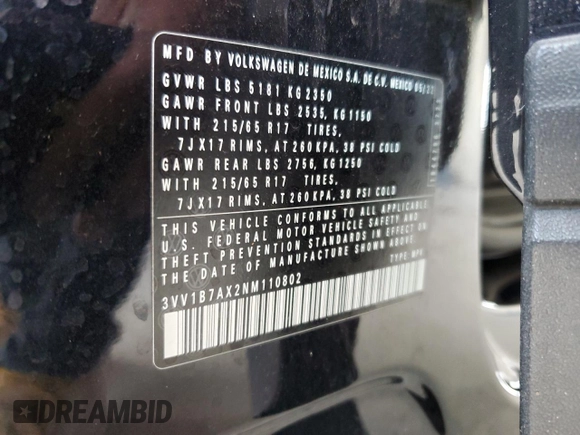 MFD BY VOLKSWAGEN DE MEXICO S.A. DE C.V. MEXICO
GVWR LBS 5181 KG 2350
GAWR FRONT LBS 2535, KG 1150
WITH 215/65 R17 TIRES,
7JX17 RIMS, AT 260 KPA, 38 PSI COLD
GAWR REAR LBS 2756, KG 1250
WITH 215/65 R17 TIRES,
7JX17 RIMS, AT 260 KPA, 38 PSI COLD
THIS VEHICLE CONFORMS TO ALL APPLICABLE
U.S. FEDERAL MOTOR VEHICLE SAFETY AND
THEFT PREVENTION STANDARDS IN EFFECT ON
THE DATE OF MANUFACTURE SHOWN ABOVE.
TYPE MPV
3VV1B7AX2NM110802
DREAMBID